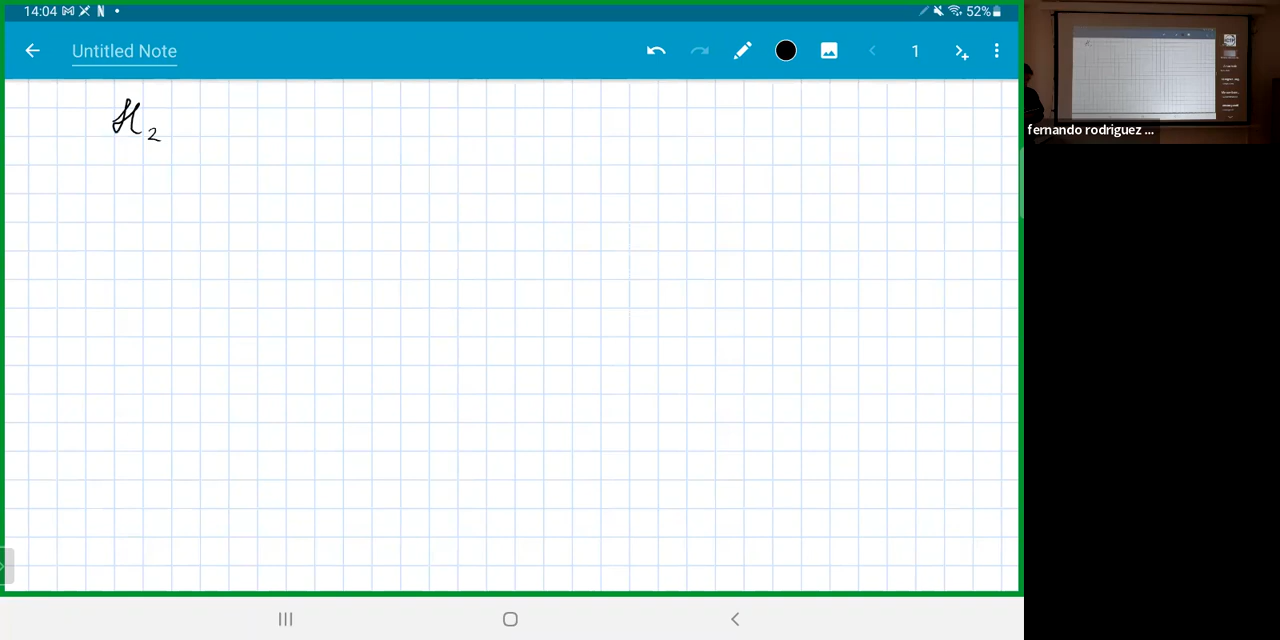 14:04
52%
Untitled Note
1
ℋ₂
fernando rodriguez ...